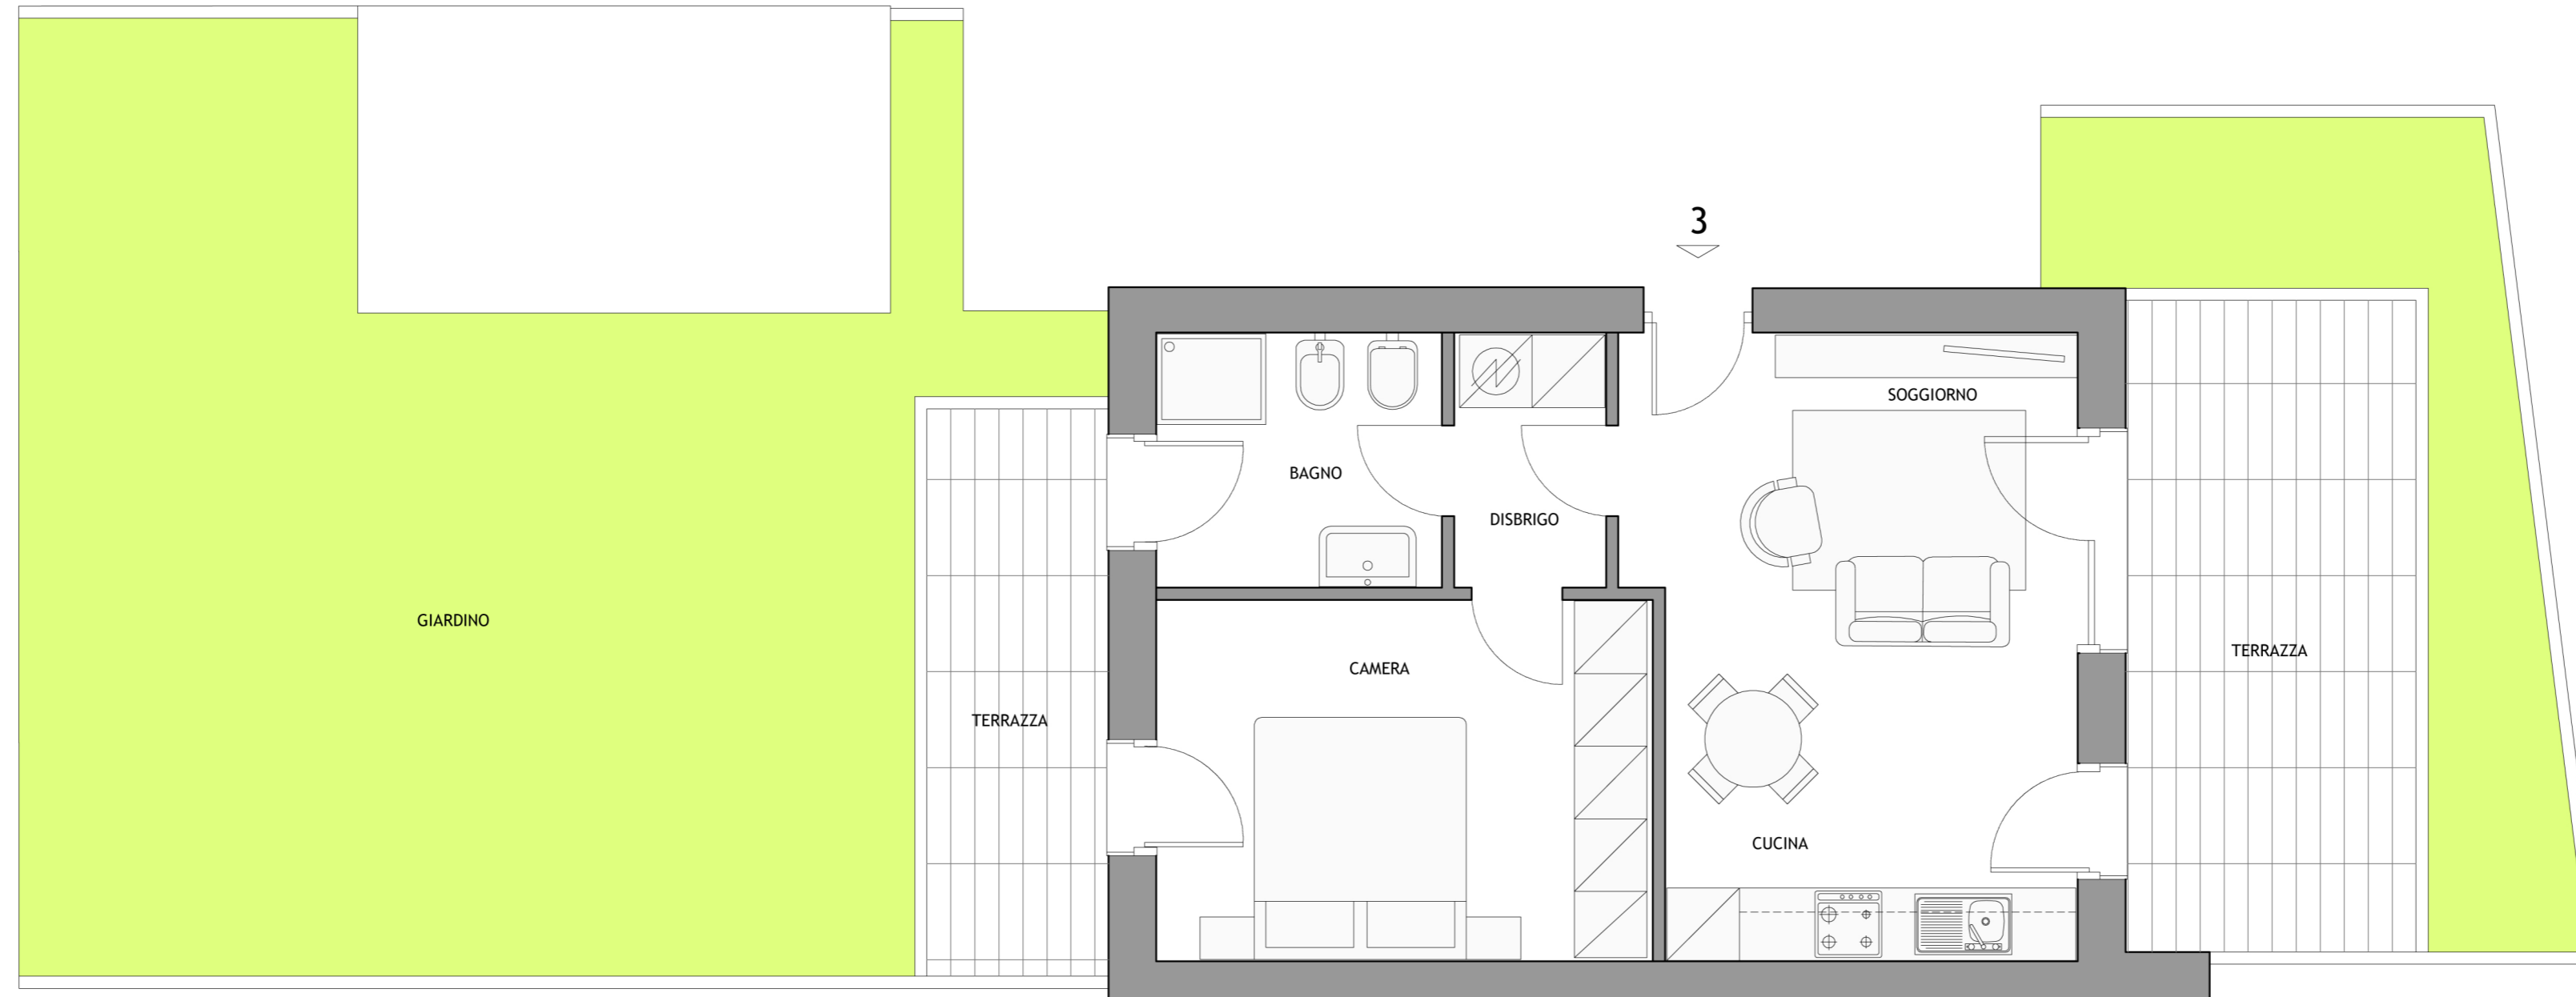 3
SOGGIORNO
BAGNO
DISBRIGO
GIARDINO
TERRAZZA
CAMERA
TERRAZZA
CUCINA